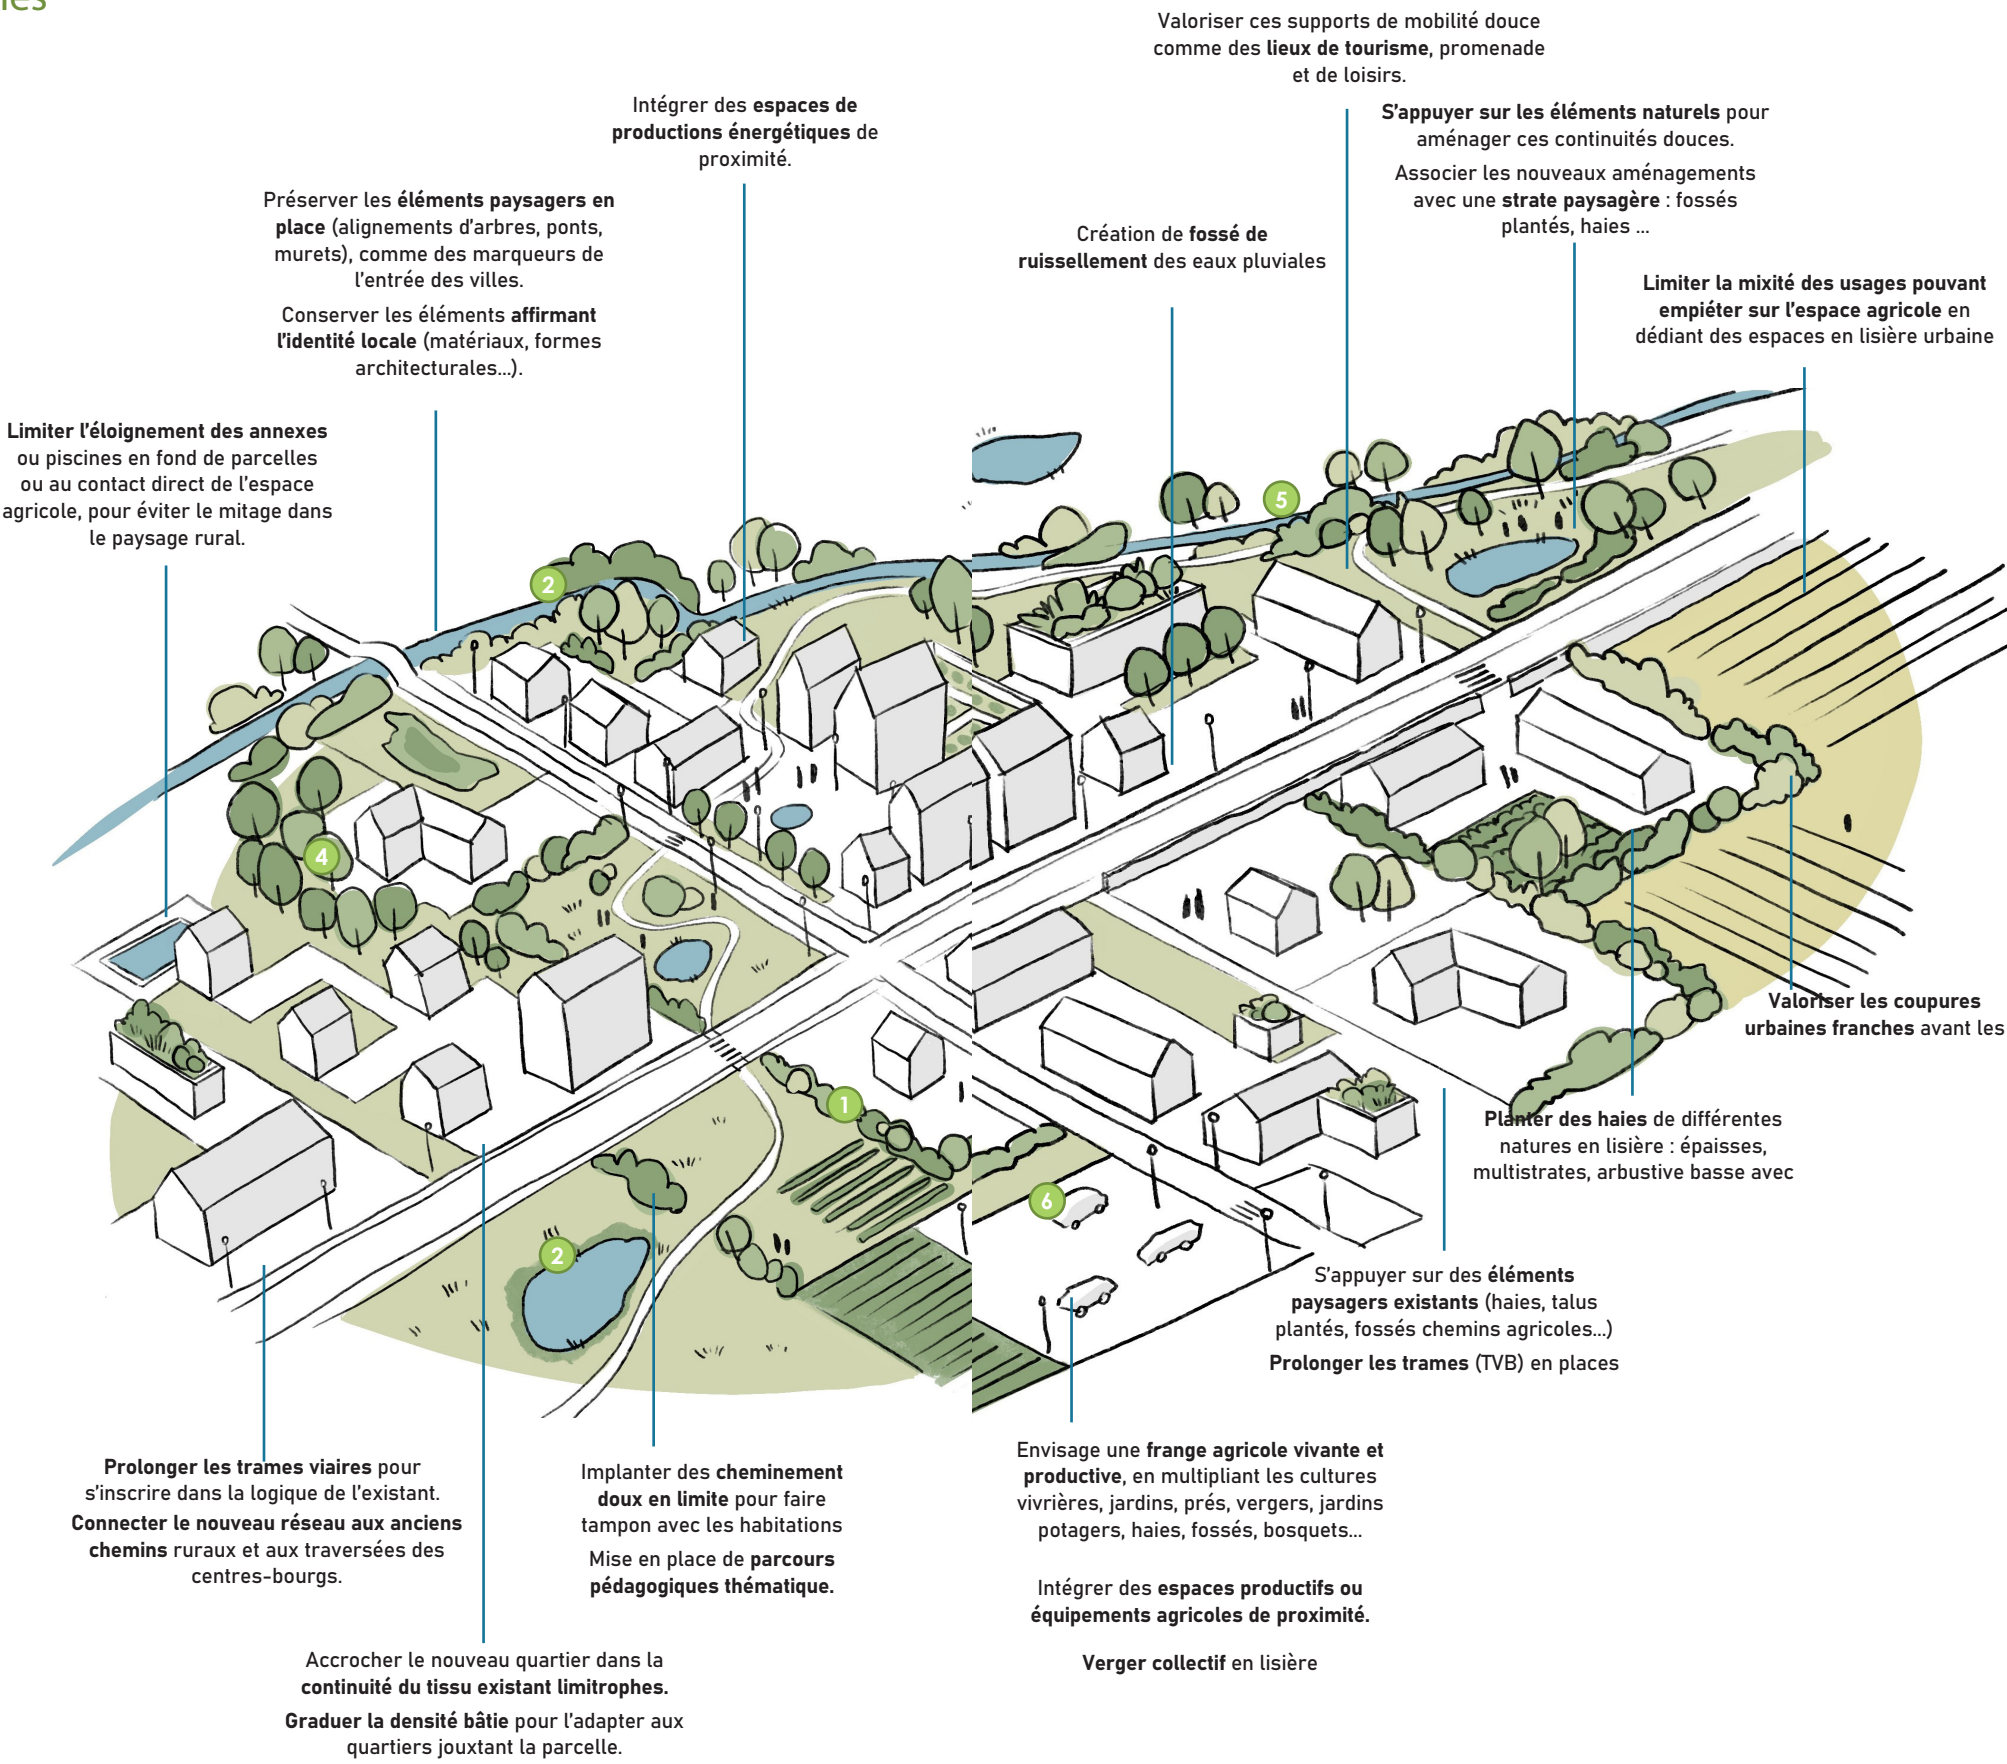 Valoriser ces supports de mobilité douce
comme des lieux de tourisme, promenade
et de loisirs.
Intégrer des espaces de
productions énergétiques de
proximité.
S'appuyer sur les éléments naturels pour
aménager ces continuités douces.
Associer les nouveaux aménagements
avec une strate paysagère : fossés
plantés, haies ...
Préserver les éléments paysagers en
place (alignements d'arbres, ponts,
murets), comme des marqueurs de
l'entrée des villes.
Conserver les éléments affirmant
l'identité locale (matériaux, formes
architecturales...).
Création de fossé de
ruissellement des eaux pluviales
Limiter la mixité des usages pouvant
empiéter sur l'espace agricole en
dédiant des espaces en lisière urbaine
Limiter l'éloignement des annexes
ou piscines en fond de parcelles
ou au contact direct de l'espace
agricole, pour éviter le mitage dans
le paysage rural.
5
2
4
1
6
2
Valoriser les coupures
urbaines franches avant les
Planter des haies de différentes
natures en lisière : épaisses,
multistrates, arbustive basse avec
S'appuyer sur des éléments
paysagers existants (haies, talus
plantés, fossés chemins agricoles...)
Prolonger les trames (TVB) en places
Prolonger les trames viaires pour
s'inscrire dans la logique de l'existant.
Connecter le nouveau réseau aux anciens
chemins ruraux et aux traversées des
centres-bourgs.
Implanter des cheminement
doux en limite pour faire
tampon avec les habitations
Mise en place de parcours
pédagogiques thématique.
Envisage une frange agricole vivante et
productive, en multipliant les cultures
vivrières, jardins, prés, vergers, jardins
potagers, haies, fossés, bosquets...
Intégrer des espaces productifs ou
équipements agricoles de proximité.
Verger collectif en lisière
Accrocher le nouveau quartier dans la
continuité du tissu existant limitrophes.
Graduer la densité bâtie pour l'adapter aux
quartiers jouxtant la parcelle.